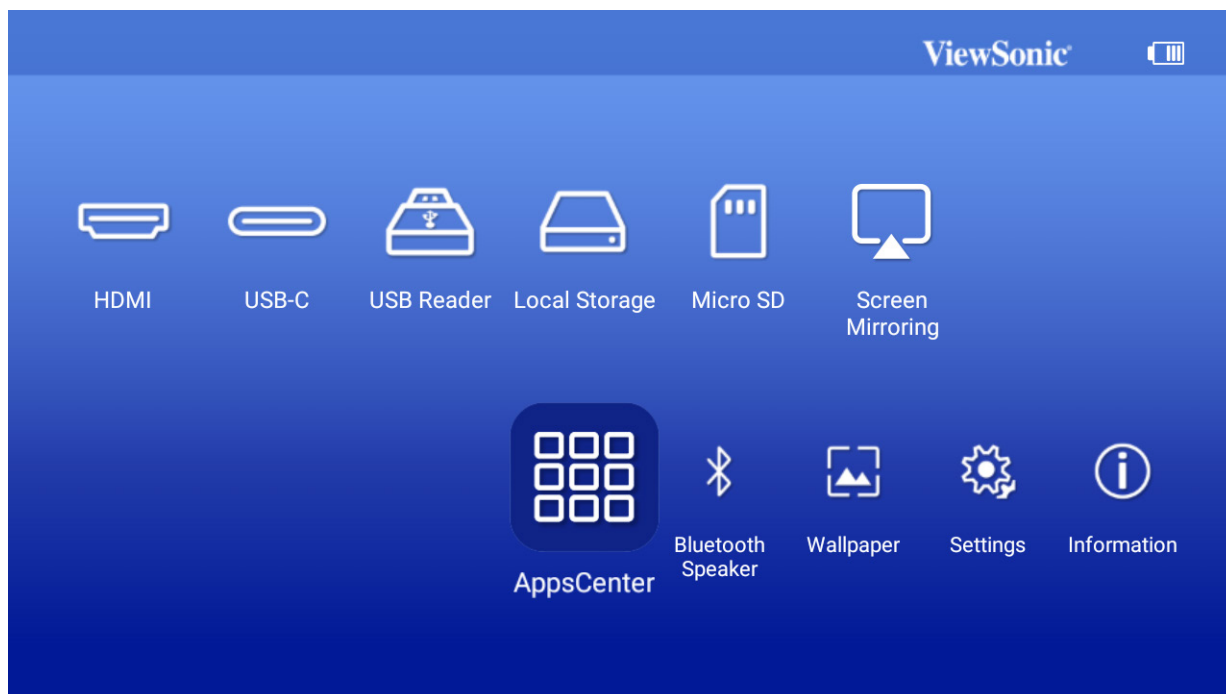 ViewSonic®
HDMI
USB-C
USB Reader
Local Storage
Micro SD
Screen
Mirroring
AppsCenter
Bluetooth
Speaker
Wallpaper
Settings
Information